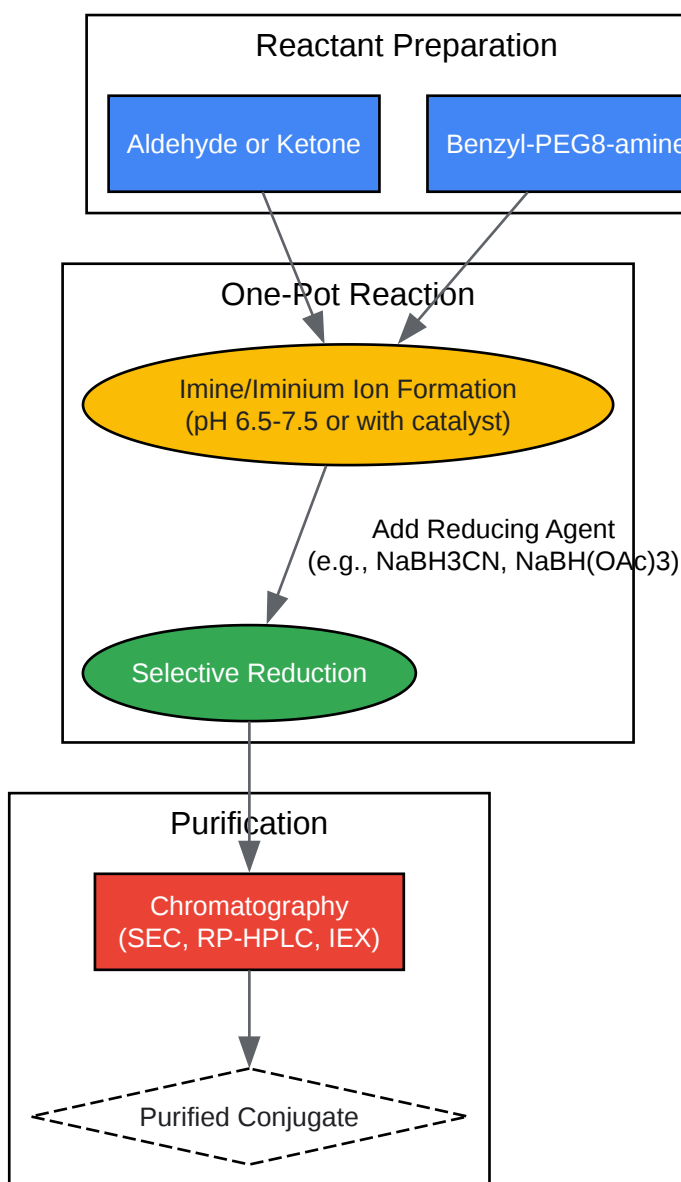 Reactant Preparation
Aldehyde or Ketone
Benzyl-PEG8-amine
One-Pot Reaction
Imine/Iminium Ion Formation
(pH 6.5-7.5 or with catalyst)
Add Reducing Agent
(e.g., NaBH3CN, NaBH(OAc)3)
Selective Reduction
Purification
Chromatography
(SEC, RP-HPLC, IEX)
Purified Conjugate